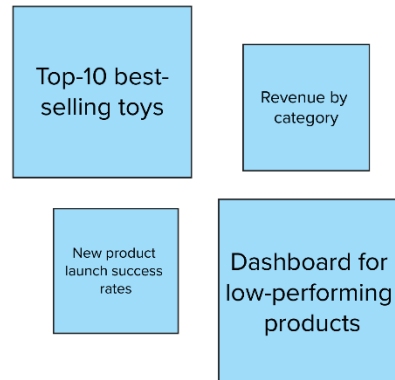 Top-10 best-
selling toys
Revenue by
category
New product
launch success
rates
Dashboard for
low-performing
products